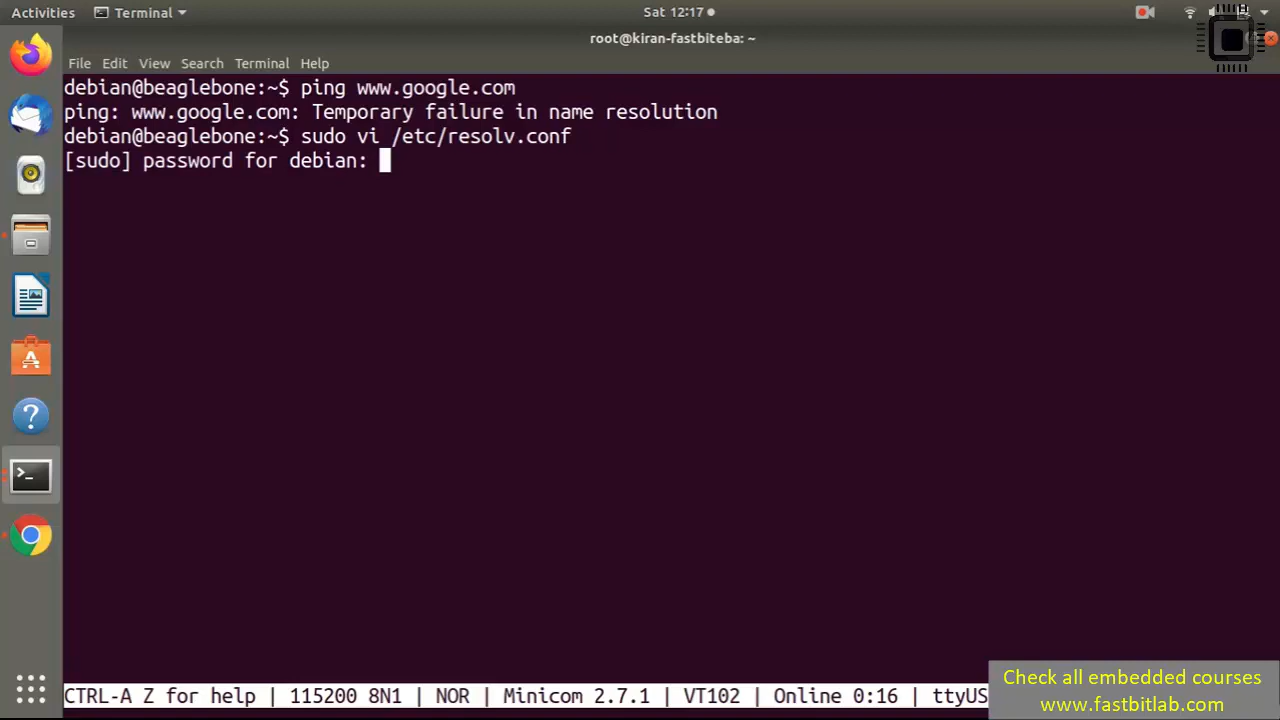 Activities Terminal Sat 12:17
root@kiran-fastbiteba: ~
File Edit View Search Terminal Help
debian@beaglebone:~$ ping www.google.com
ping: www.google.com: Temporary failure in name resolution
debian@beaglebone:~$ sudo vi /etc/resolv.conf
[sudo] password for debian:
CTRL-A Z for help | 115200 8N1 | NOR | Minicom 2.7.1 | VT102 | Online 0:16 | ttyUS
Check all embedded courses
www.fastbitlab.com